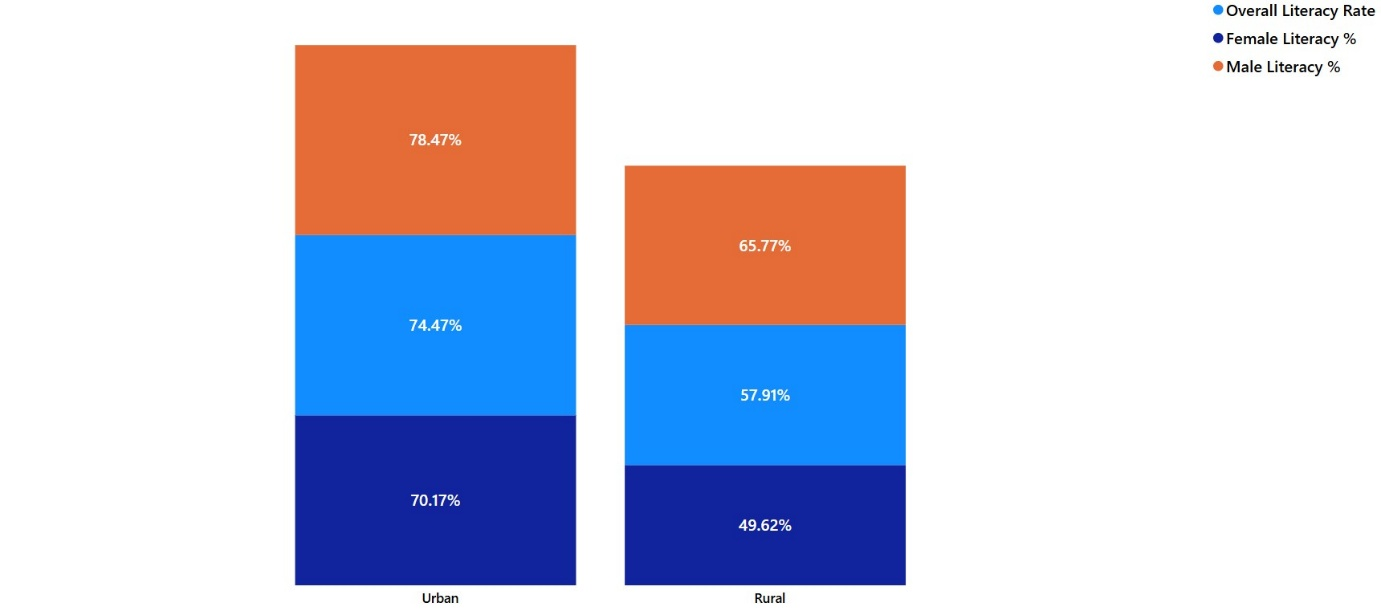 Overall Literacy Rate
Female Literacy %
Male Literacy %
78.47%
74.47%
70.17%
65.77%
57.91%
49.62%
Urban
Rural